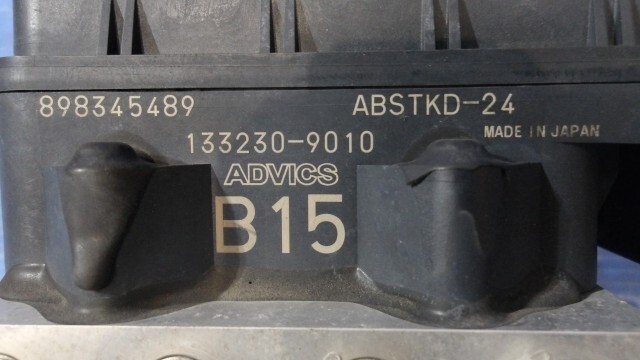 898345489 ABSTKD-24
133230-9010 MADE IN JAPAN
ADVICS
B15